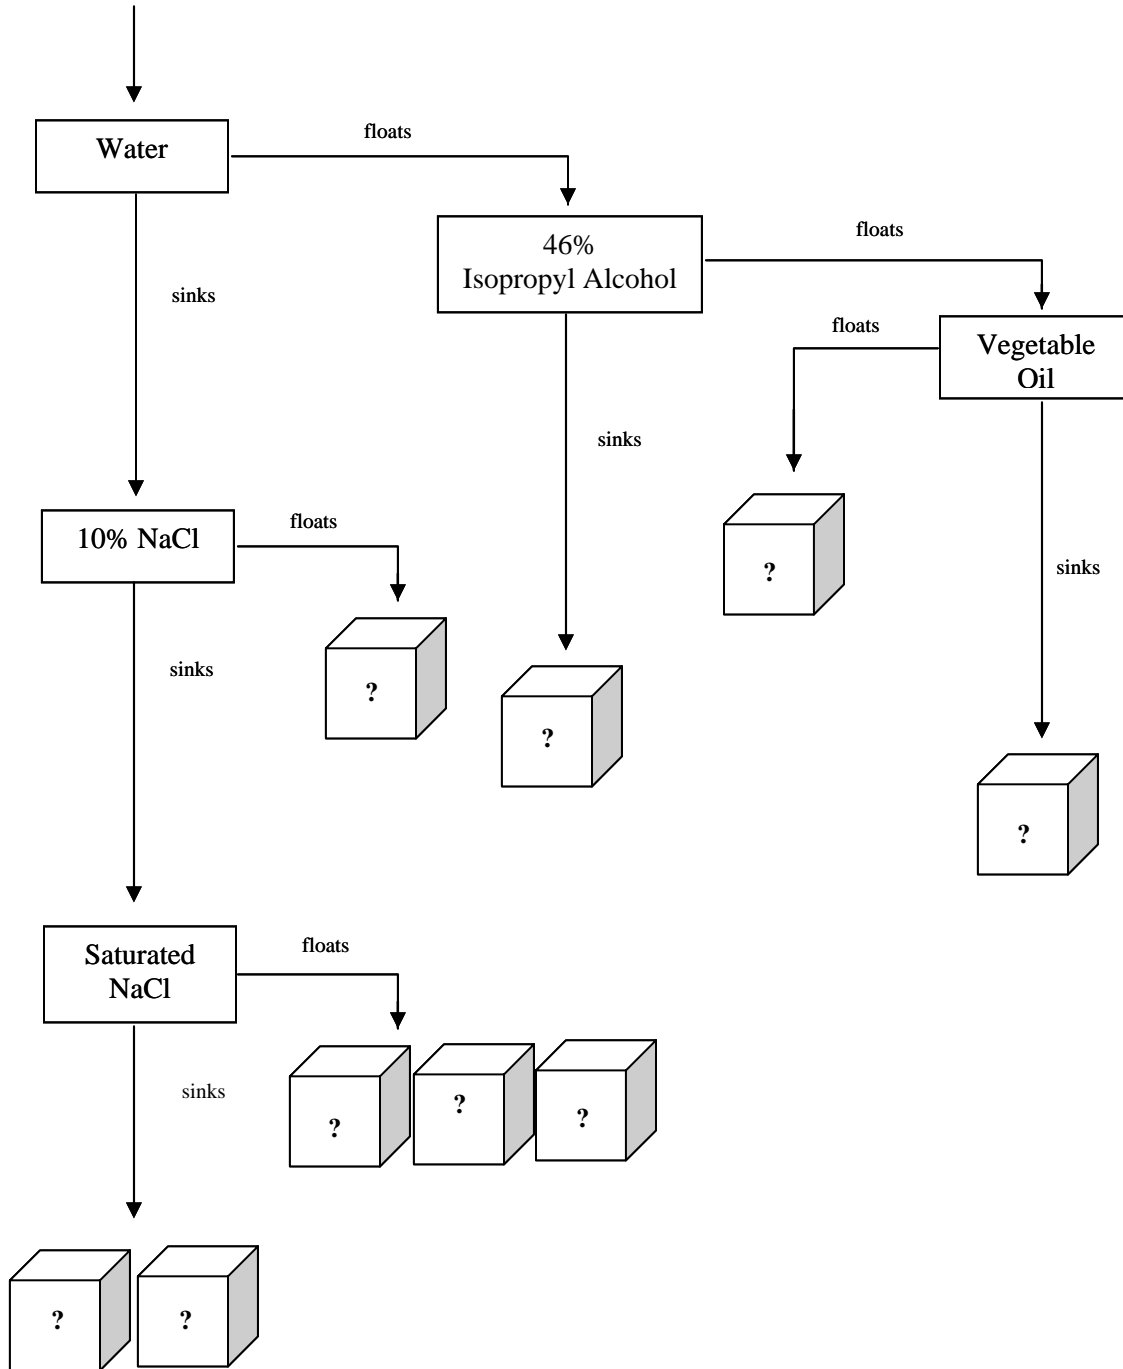 Water
floats
46%
Isopropyl Alcohol
floats
sinks
floats
Vegetable
Oil
sinks
10% NaCl
floats
?
sinks
sinks
?
?
?
Saturated
NaCl
floats
sinks
?
?
?
?
?